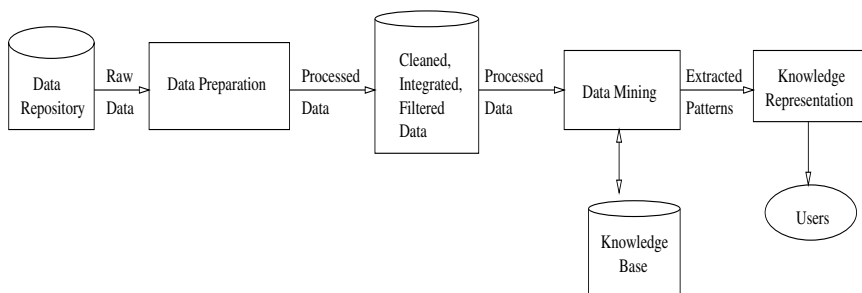 Data
Repository
Raw
Data
Data Preparation
Processed
Data
Cleaned,
Integrated,
Filtered
Data
Processed
Data
Data Mining
Extracted
Patterns
Knowledge
Representation
Users
Knowledge
Base